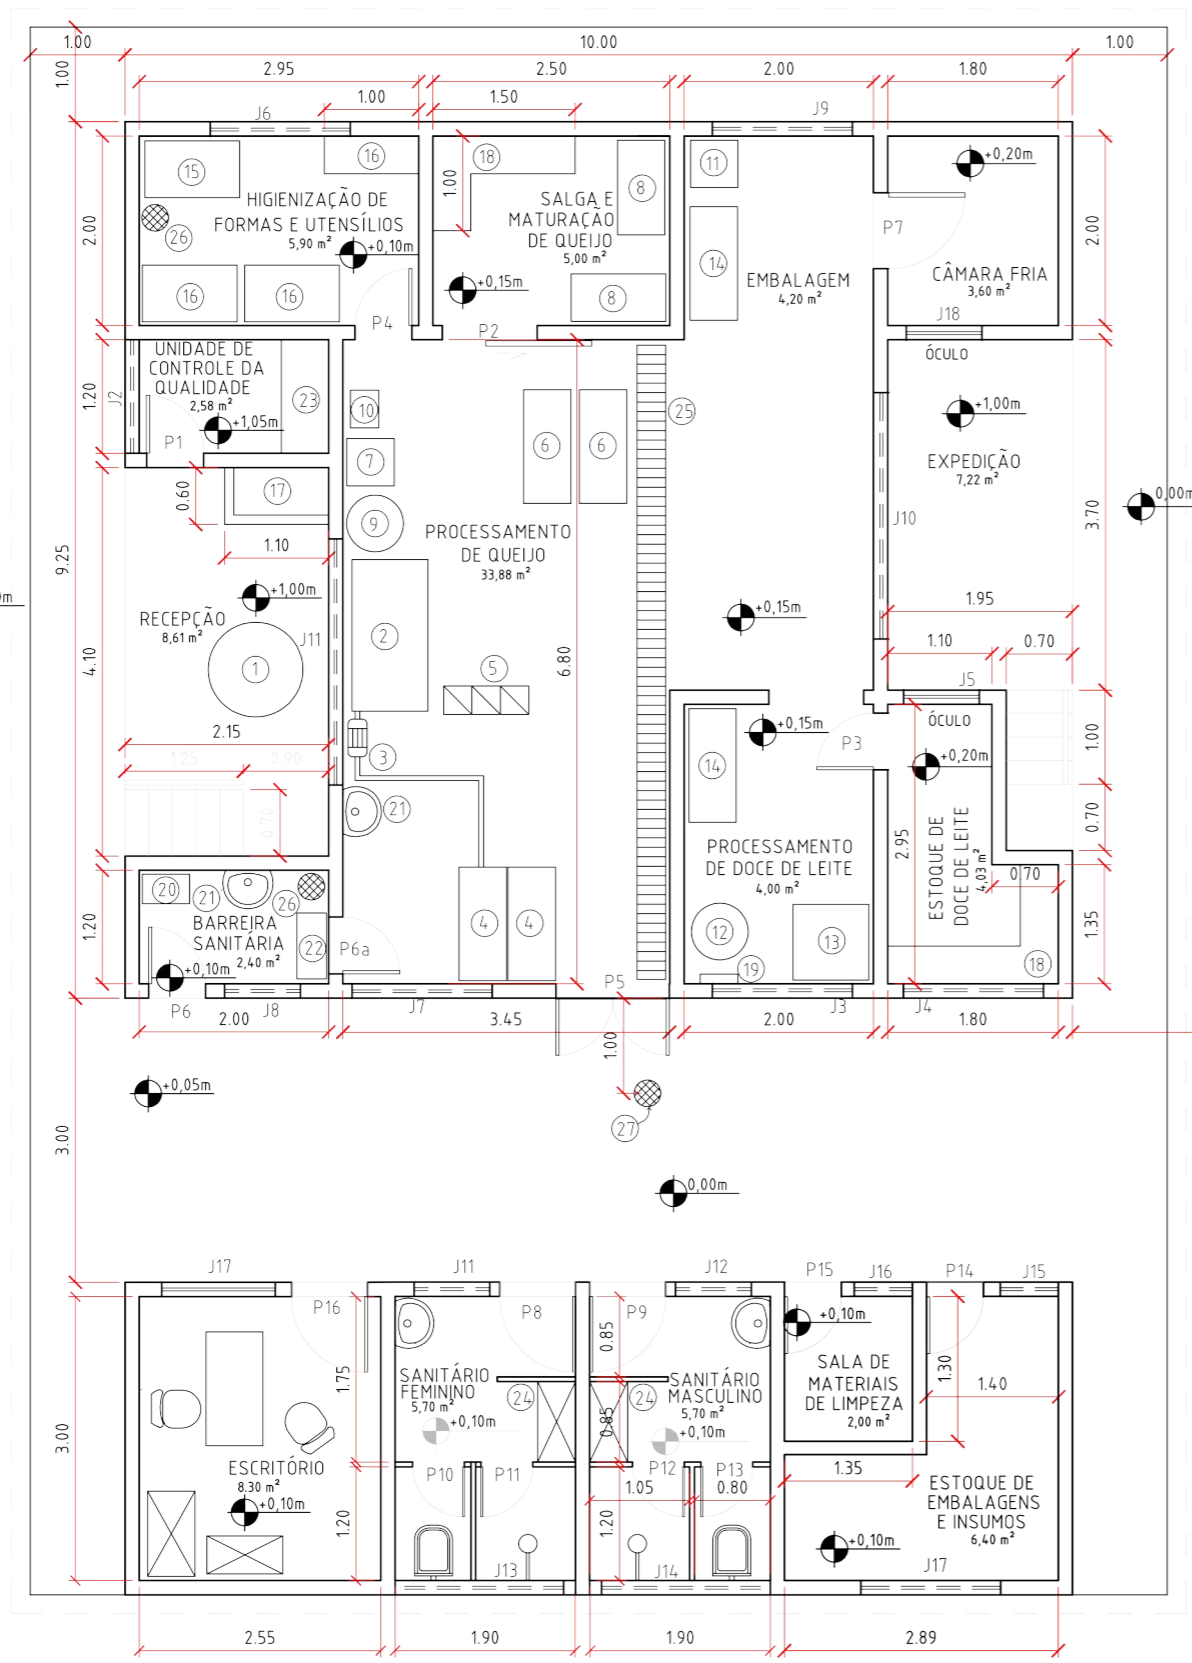 1.00
10.00
1.00
1.00
2.95
2.50
2.00
1.80
1.00
1.50
J6
J9
15
16
18
8
11
+0,20m
1.00
HIGIENIZAÇÃO DE
FORMAS E UTENSÍLIOS
5,90 m²
26
+0,10m
2.00
SALGA E
MATURAÇÃO
DE QUEIJO
5,00 m²
+0,15m
14
P7
2.00
EMBALAGEM
4,20 m²
CÂMARA FRIA
3,60 m²
16
16
8
P4
P2
J18
ÓCULO
UNIDADE DE
CONTROLE DA
QUALIDADE
2,58 m²
+1,05m
23
1.20
J2
P1
10
7
6
6
25
+1,00m
EXPEDIÇÃO
7,22 m²
17
0.60
1.10
9
PROCESSAMENTO
DE QUEIJO
33,88 m²
0,00m
J10
3.70
9.25
+1,00m
RECEPÇÃO
8,61 m²
J11
1
2
+0,15m
1.95
1.10
0.70
4.10
5
6.80
J5
ÓCULO
2.15
1.25
0.90
0.70
3
21
14
+0,15m
P3
+0,20m
1.00
0.70
PROCESSAMENTO
DE DOCE DE LEITE
4,00 m²
2.95
ESTOQUE DE
DOCE DE LEITE
4,03 m²
0.70
1.20
20
21
26
BARREIRA
SANITÁRIA
2,40 m²
22
+0,10m
P6a
4
4
12
13
19
18
1.35
P5
P6
J8
J7
J3
J4
2.00
3.45
2.00
1.80
1.00
+0,05m
27
3.00
0,00m
J17
J11
J12
P15
J16
P14
J15
P16
P8
P9
+0,10m
0.85
1.75
SANITÁRIO
FEMININO
5,70 m²
+0,10m
24
24
0.85
SANITÁRIO
MASCULINO
5,70 m²
+0,10m
SALA DE
MATERIAIS
DE LIMPEZA
2,00 m²
1.30
1.40
3.00
ESCRITÓRIO
8.30 m²
+0,10m
P10
P11
P12
P13
1.05
0.80
1.35
ESTOQUE DE
EMBALAGENS
E INSUMOS
6,40 m²
1.20
1.20
+0,10m
J13
J14
J17
2.55
1.90
1.90
2.89